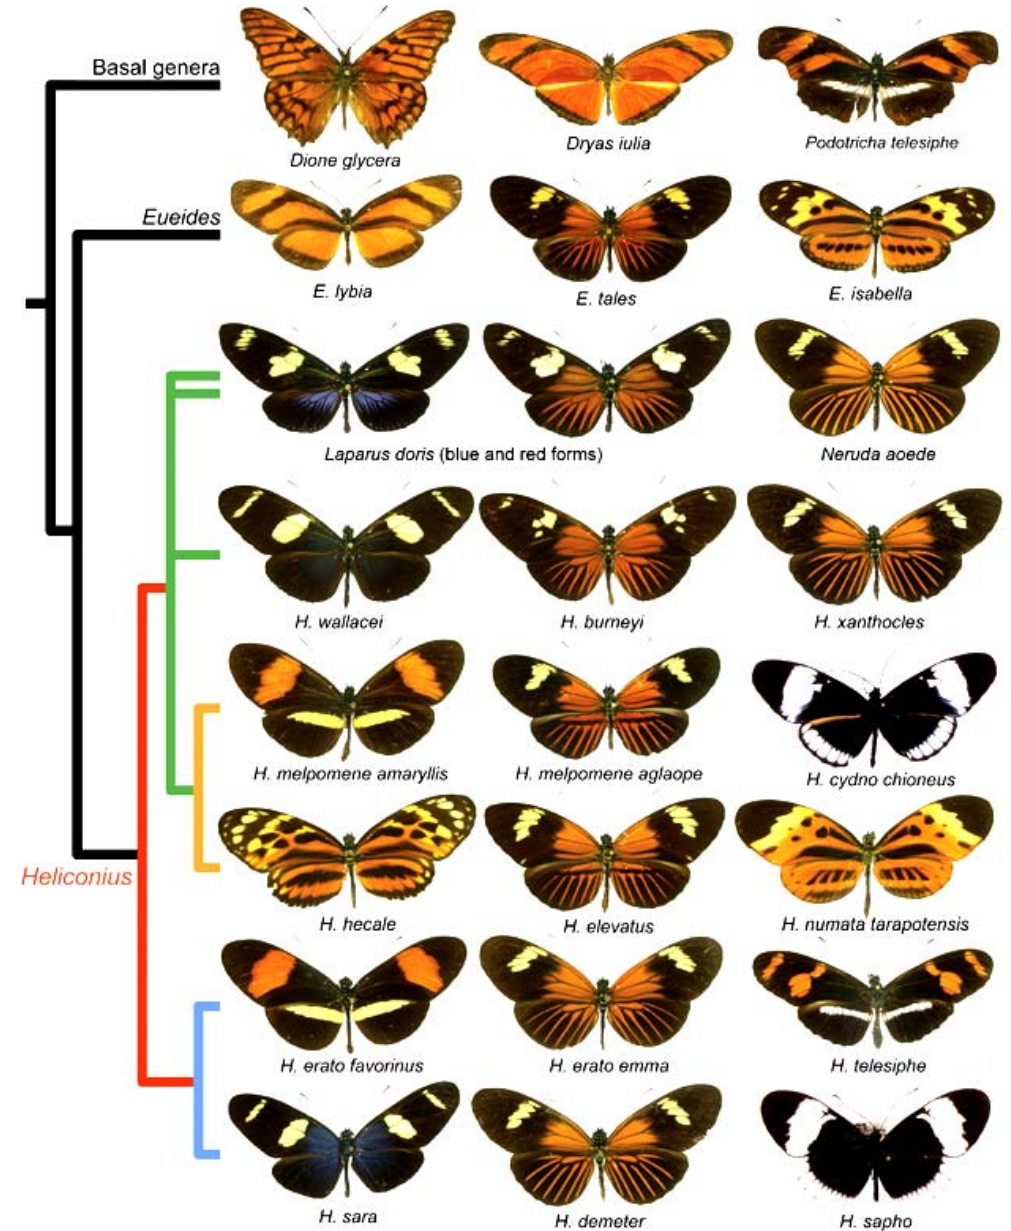 Basal genera
Dione glycera
Dryas iulia
Podotricha telesiphe
Eueides
E. lybia
E. tales
E. isabella
Laparus doris (blue and red forms)
Neruda aoede
H. wallacei
H. burneyi
H. xanthocles
H. melpomene amaryllis
H. melpomene aglaope
H. cydno chioneus
Heliconius
H. hecale
H. elevatus
H. numata tarapotensis
H. erato favorinus
H. erato emma
H. telesiphe
H. sara
H. demeter
H. sapho